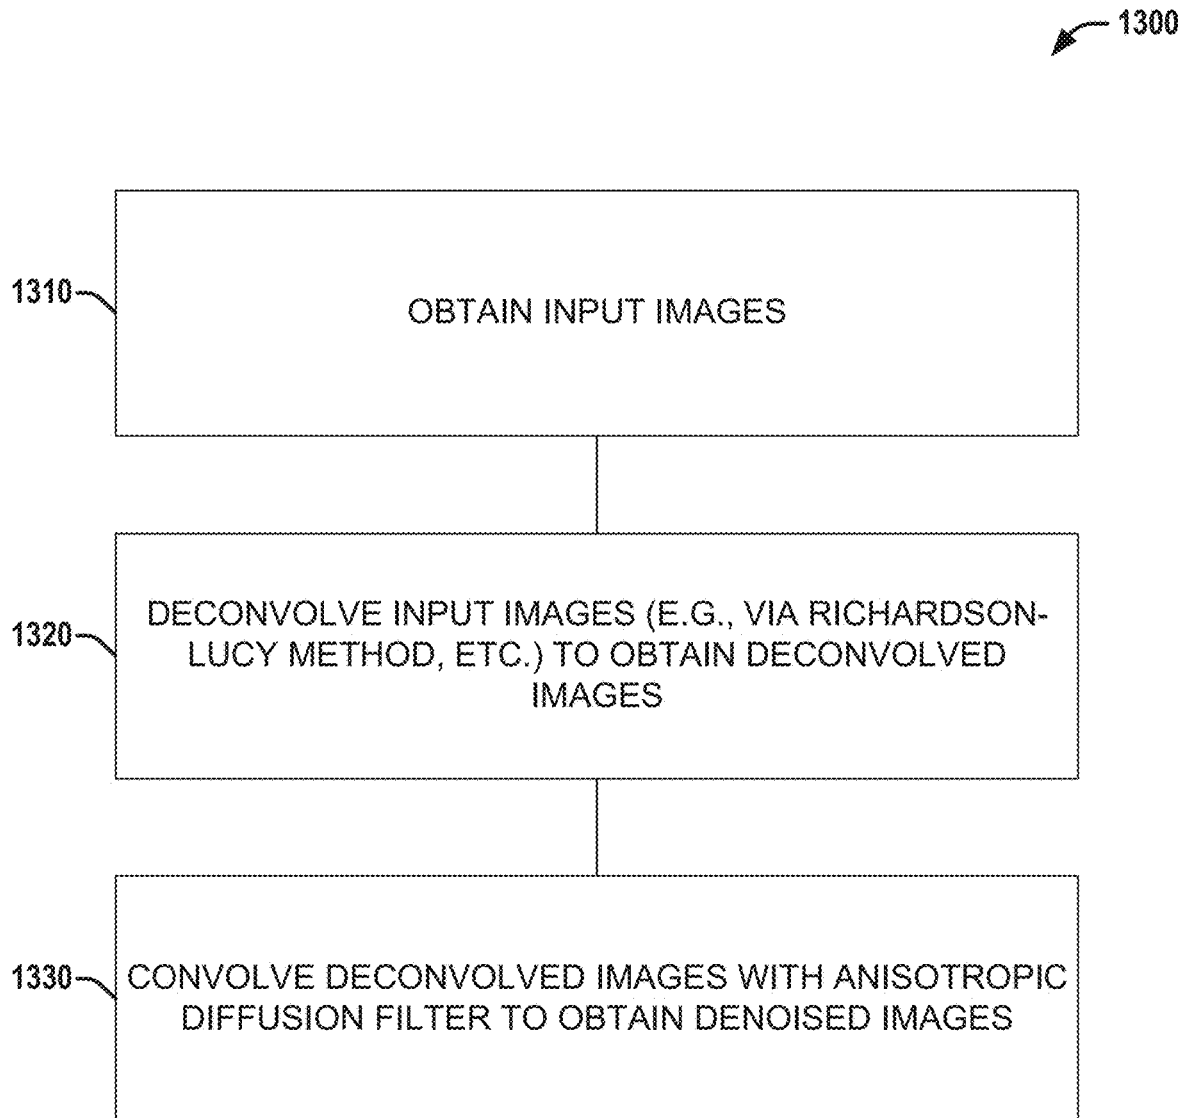 1300
1310
OBTAIN INPUT IMAGES
1320
DECONVOLVE INPUT IMAGES (E.G., VIA RICHARDSON-
LUCY METHOD, ETC.) TO OBTAIN DECONVOLVED
IMAGES
1330
CONVOLVE DECONVOLVED IMAGES WITH ANISOTROPIC
DIFFUSION FILTER TO OBTAIN DENOISED IMAGES